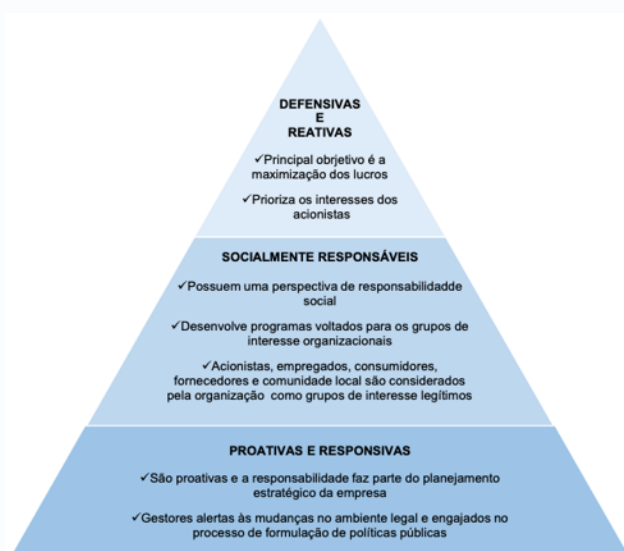 DEFENSIVAS
E
REATIVAS
✓Principal obrjetivo é a
maximização dos lucros
✓Prioriza os interesses dos
acionistas
SOCIALMENTE RESPONSÁVEIS
✓Possuem uma perspectiva de responsabilidadde
social
✓Desenvolve programas voltados para os grupos de
interesse organizacionais
✓Acionistas, empregados, consumidores,
fornecedores e comunidade local são considerados
pela organização como grupos de interesse legítimos
PROATIVAS E RESPONSIVAS
✓São proativas e a responsabilidade faz parte do planejamento
estratégico da empresa
✓Gestores alertas às mudanças no ambiente legal e engajados no
processo de formulação de políticas públicas